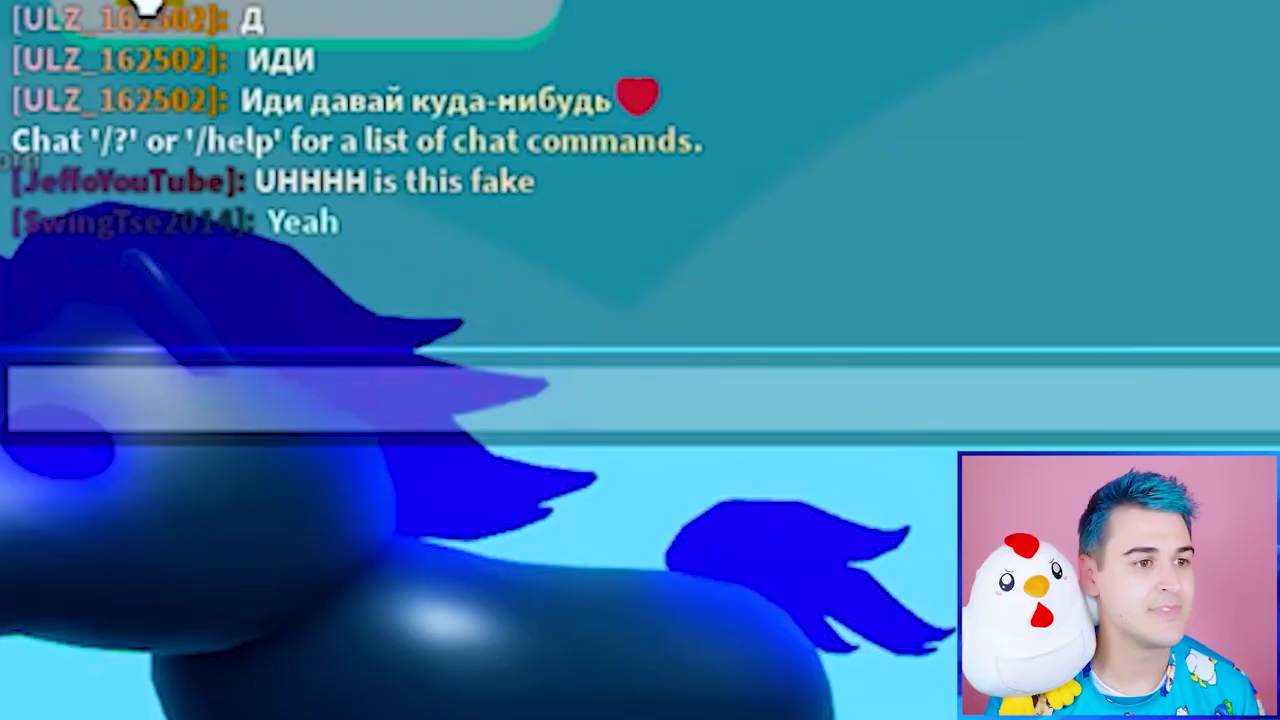 [ULZ_162502]: Д
[ULZ_162502]: ИДИ
[ULZ_162502]: Иди давай куда-нибудь
Chat '/?' or '/help' for a list of chat commands.
[JeffoYouTube]: UHHHH is this fake
[SwingTse2014]: Yeah